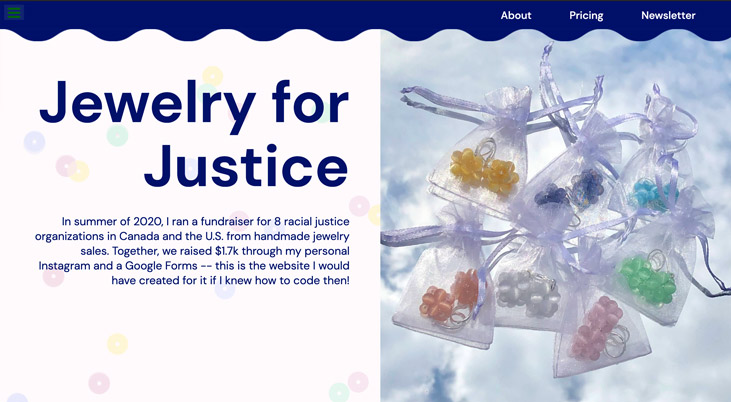 About Pricing Newsletter
Jewelry for
Justice
In summer of 2020, I ran a fundraiser for 8 racial justice
organizations in Canada and the U.S. from handmade jewelry
sales. Together, we raised $1.7k through my personal
Instagram and a Google Forms -- this is the website I would
have created for it if I knew how to code then!